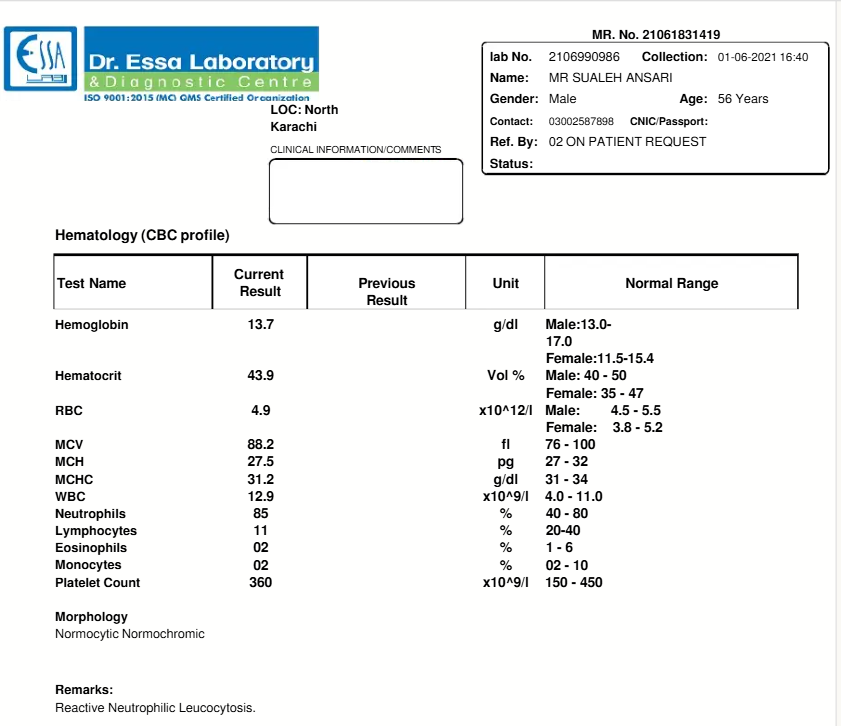 MR. No. 21061831419
ESSA
LAB
Dr. Essa Laboratory
& Diagnostic Centre
ISO 9001:2015 (MC) QMS Certified Organization
lab No. 2106990986 Collection: 01-06-2021 16:40
Name: MR SUALEH ANSARI
Gender: Male Age: 56 Years
Contact: 03002587898 CNIC/Passport:
Ref. By: 02 ON PATIENT REQUEST
Status:
LOC: North
Karachi
CLINICAL INFORMATION/COMMENTS
Hematology (CBC profile)
Test Name Current Result Previous Result Unit Normal Range
Hemoglobin 13.7 g/dl Male:13.0-
17.0
Female:11.5-15.4
Hematocrit 43.9 Vol % Male: 40 - 50
Female: 35 - 47
RBC 4.9 x10^12/l Male: 4.5 - 5.5
Female: 3.8 - 5.2
MCV 88.2 fl 76 - 100
MCH 27.5 pg 27 - 32
MCHC 31.2 g/dl 31 - 34
WBC 12.9 x10^9/l 4.0 - 11.0
Neutrophils 85 % 40 - 80
Lymphocytes 11 % 20-40
Eosinophils 02 % 1 - 6
Monocytes 02 % 02 - 10
Platelet Count 360 x10^9/l 150 - 450
Morphology
Normocytic Normochromic
Remarks:
Reactive Neutrophilic Leucocytosis.